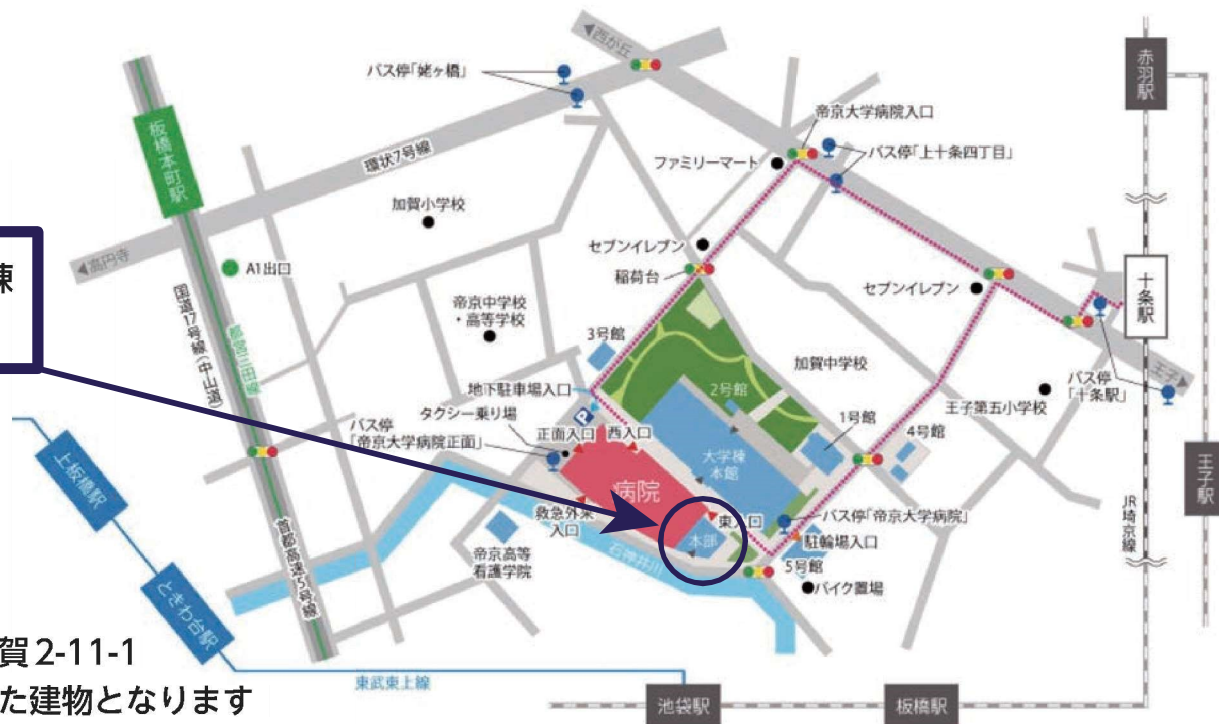 ◀西が丘
バス停「姥ヶ橋」
赤羽駅
帝京大学病院入口
バス停「上十条四丁目」
ファミリーマート
板橋本町駅
環状7号線
加賀小学校
セブンイレブン
稲荷台
◀高円寺
A1出口
棟
セブンイレブン
十条駅
国道17号線(中山道)
都営三田線
帝京中学校
・高等学校
3号館
加賀中学校
バス停
「十条駅」
王子▶
地下駐車場入口
P
2号館
王子第五小学校
タクシー乗り場
1号館
4号館
バス停
「帝京大学病院正面」
正面入口
西入口
大学棟
本館
上板橋駅
病院
王子駅
救急外来
入口
東入口
バス停「帝京大学病院」
本部
駐輪場入口
JR埼京線
石神井川
帝京高等
看護学院
5号館
バイク置場
首都高速5号線
ときわ台駅
賀2-11-1
東武東上線
た建物となります
池袋駅
板橋駅